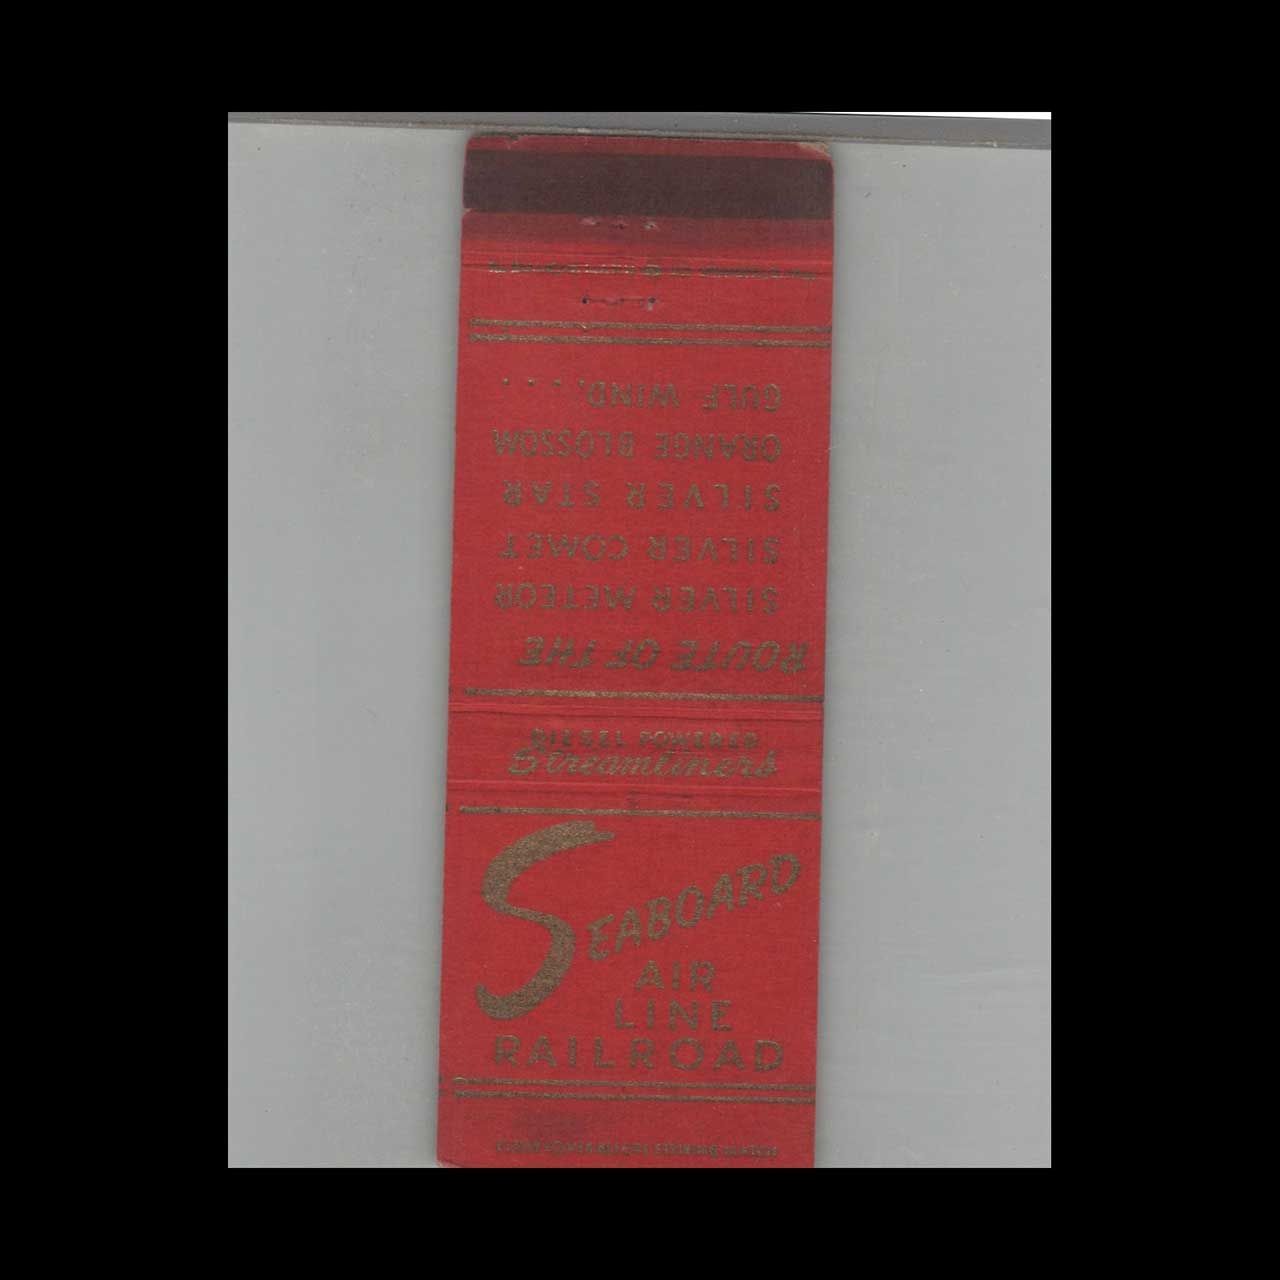 ROUTE OF THE
SILVER METEOR
SILVER COMET
SILVER STAR
ORANGE BLOSSOM
GULF WIND, . . .
DIESEL POWERED
Streamliners
SEABOARD
AIR
LINE
RAILROAD